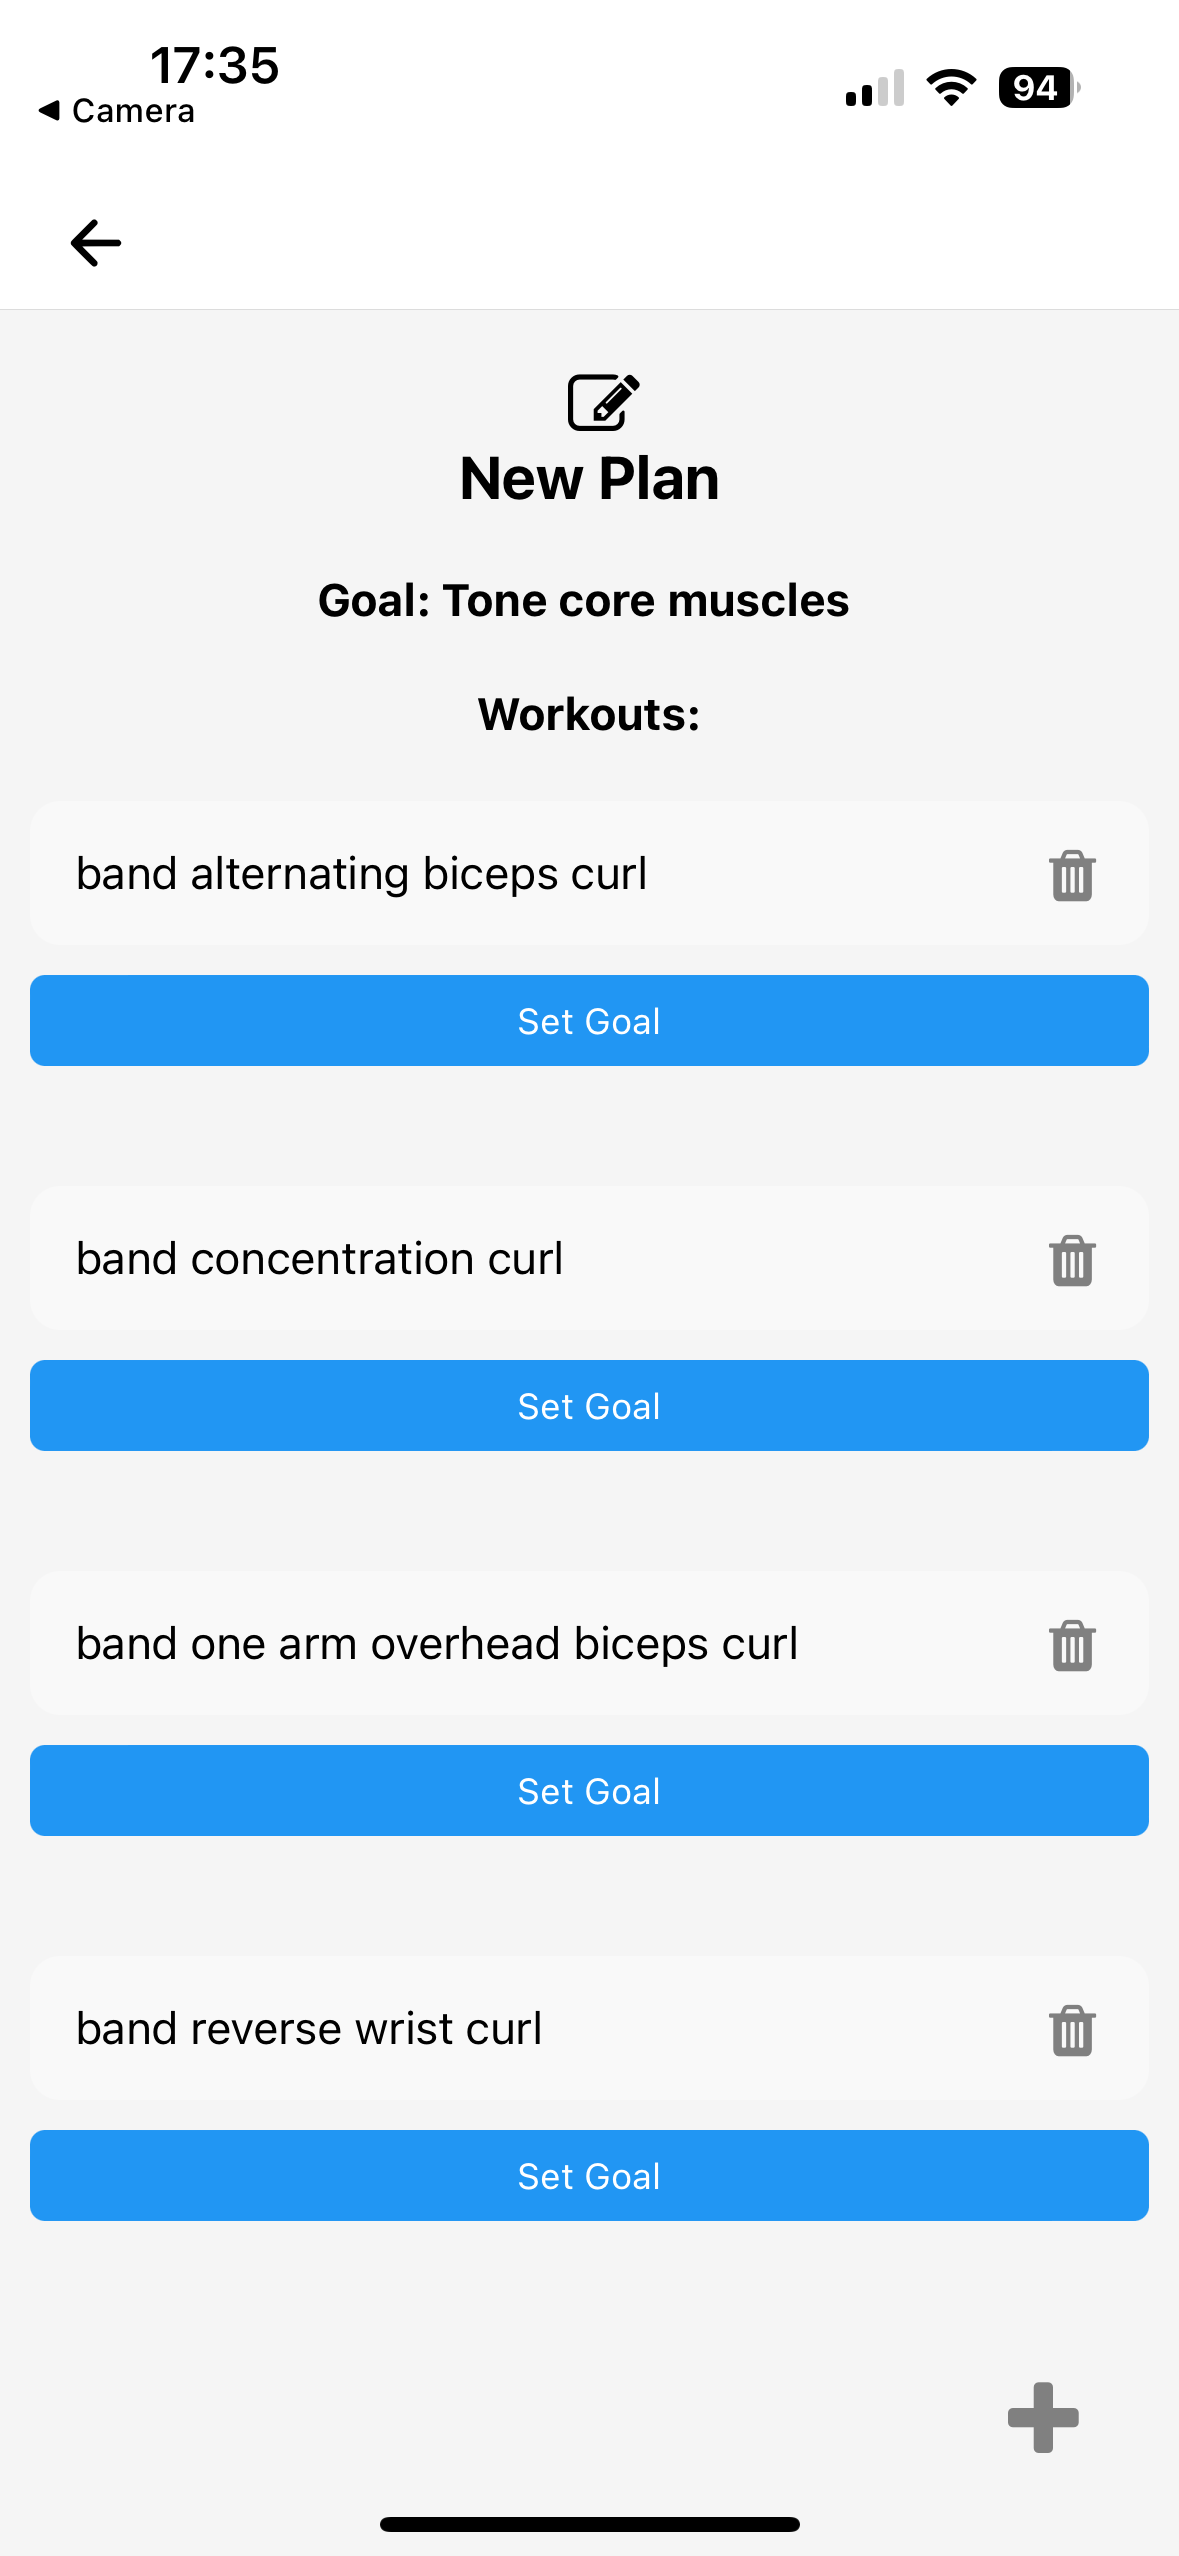 17:35
Camera
94
New Plan
Goal: Tone core muscles
Workouts:
band alternating biceps curl
Set Goal
band concentration curl
Set Goal
band one arm overhead biceps curl
Set Goal
band reverse wrist curl
Set Goal